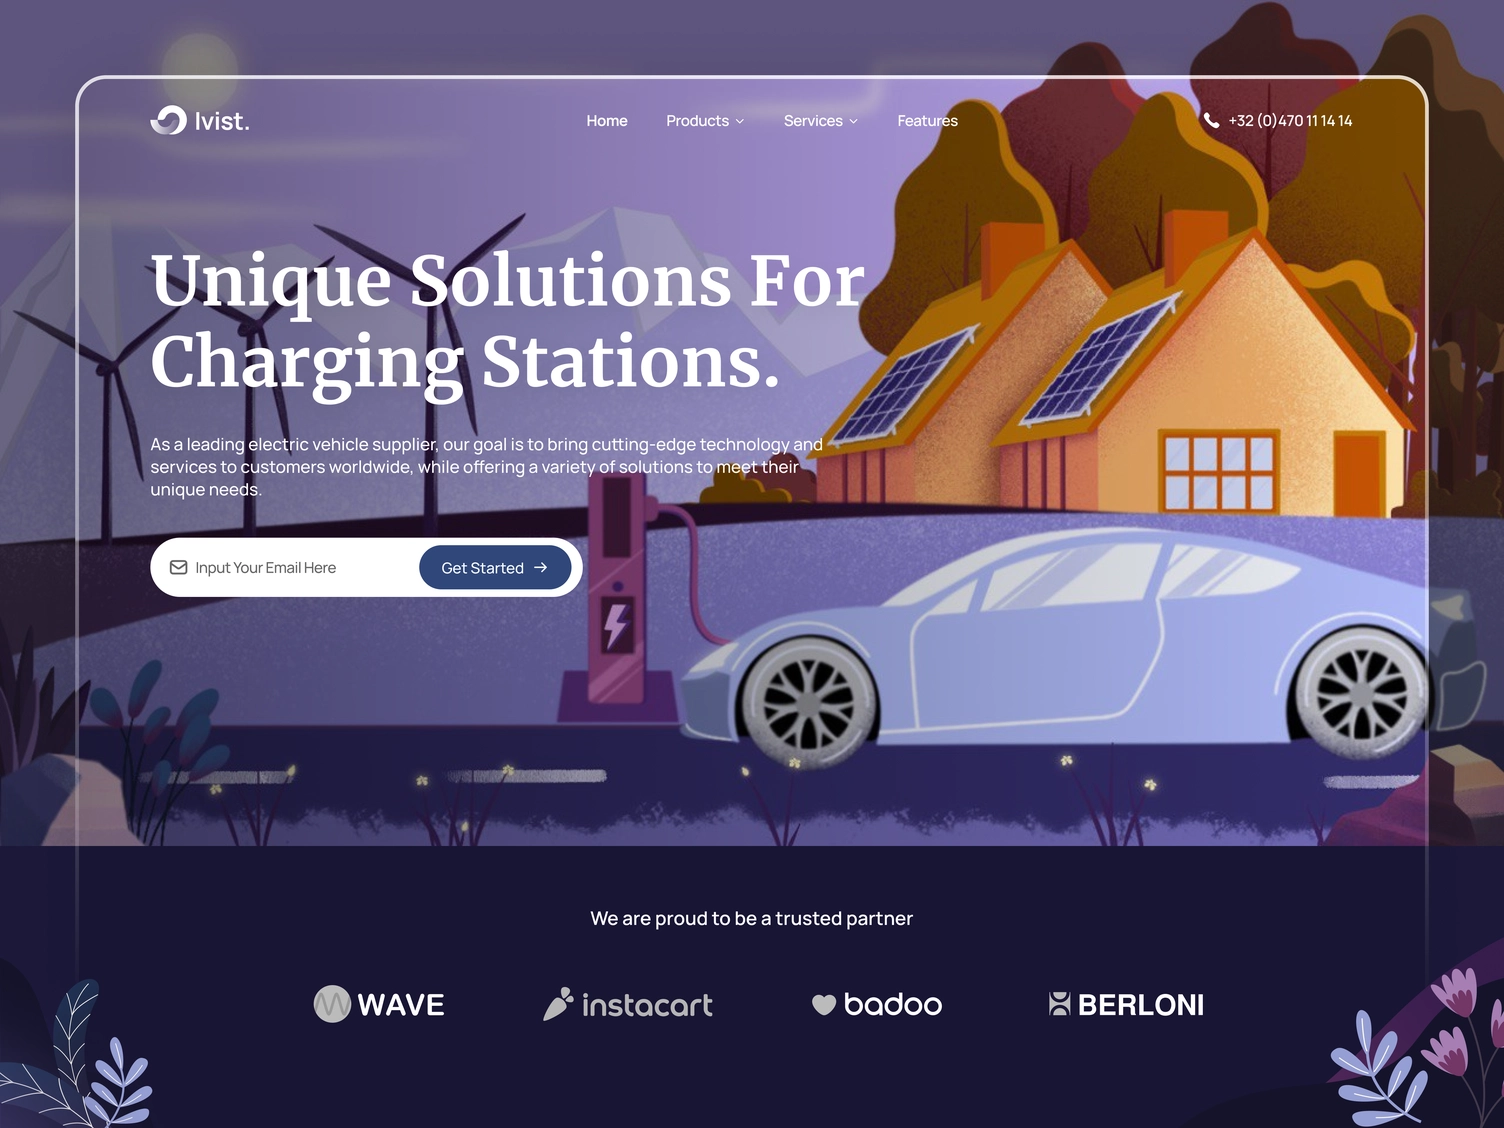 lvist.
Home
Products
Services
Features
+32 (0)470 11 14 14
Unique Solutions For
Charging Stations.
As a leading electric vehicle supplier, our goal is to bring cutting-edge technology and
services to customers worldwide, while offering a variety of solutions to meet their
unique needs.
Input Your Email Here
Get Started
We are proud to be a trusted partner
WAVE
instacart
badoo
BERLONI